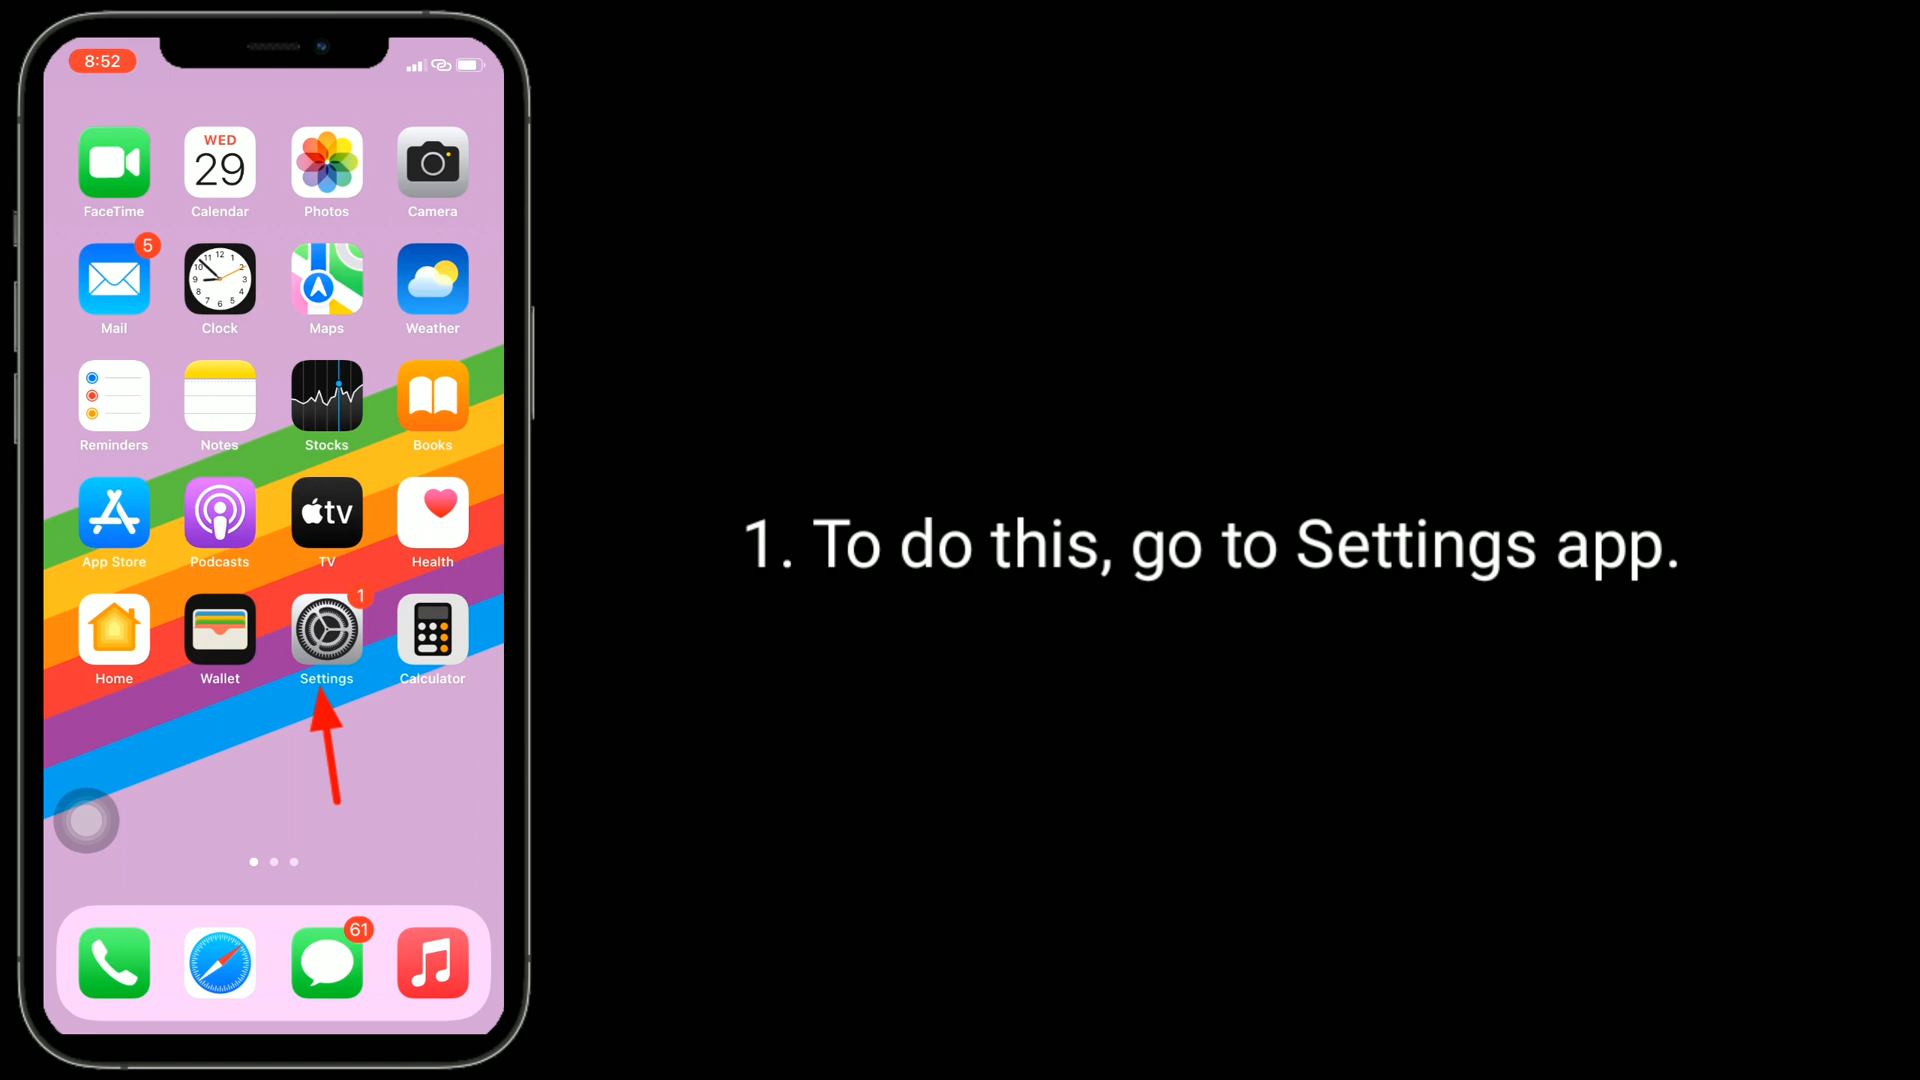 8:52
WED
29
FaceTime
Calendar
Photos
Camera
5
Mail
Clock
Maps
Weather
Reminders
Notes
Stocks
Books
tv
App Store
Podcasts
TV
Health
1
Home
Wallet
Settings
Calculator
61
1. To do this, go to Settings app.